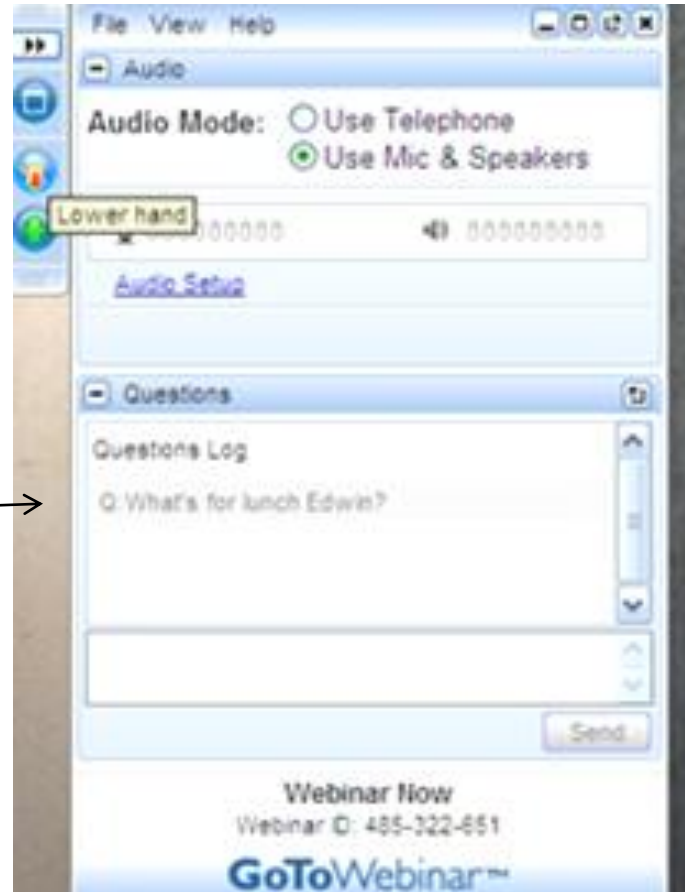 File View Help
Audio
Audio Mode: Use Telephone
Use Mic & Speakers
Lower hand
Audio Setup
Questions
Questions Log
Q: What's for lunch Edwin?
Send
Webinar Now
Webinar ID: 485-322-651
GoToWebinar™